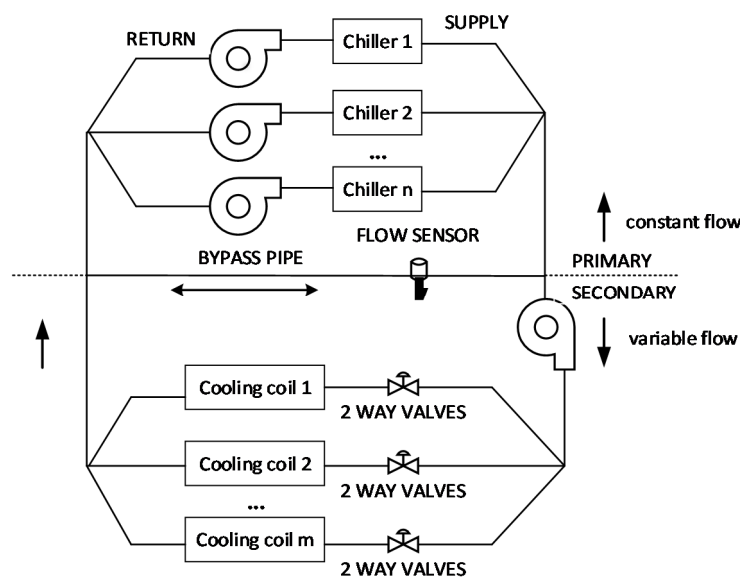 RETURN
SUPPLY
Chiller 1
Chiller 2
...
Chiller n
FLOW SENSOR
BYPASS PIPE
constant flow
PRIMARY
SECONDARY
variable flow
Cooling coil 1
2 WAY VALVES
Cooling coil 2
2 WAY VALVES
...
Cooling coil m
2 WAY VALVES